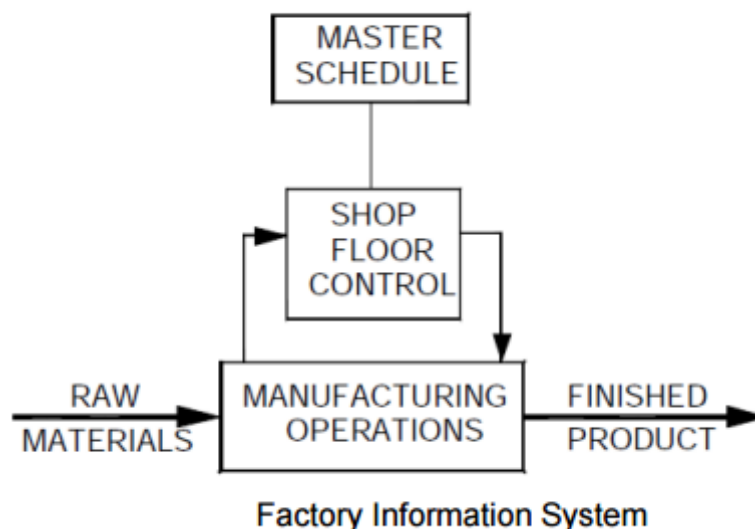 MASTER
SCHEDULE
SHOP
FLOOR
CONTROL
RAW
MATERIALS
MANUFACTURING
OPERATIONS
FINISHED
PRODUCT
Factory Information System